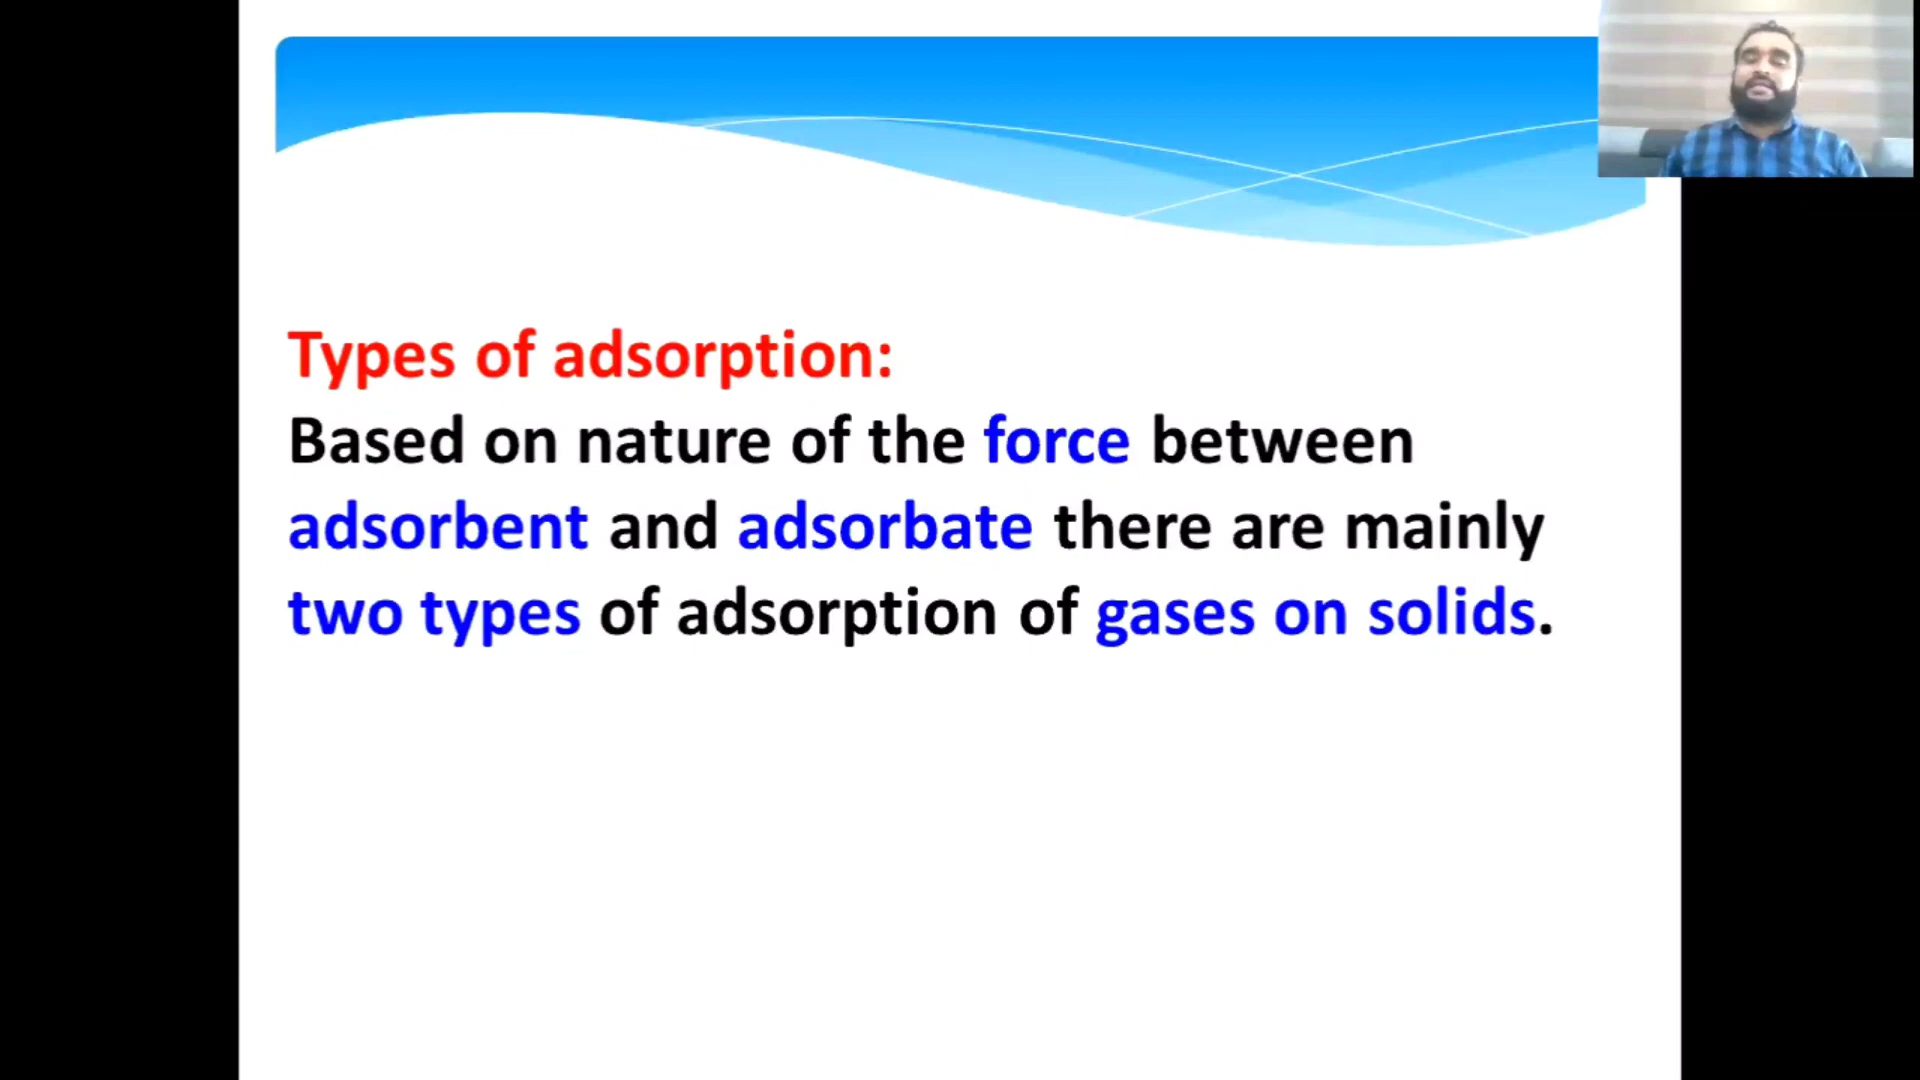 Types of adsorption:
Based on nature of the force between
adsorbent and adsorbate there are mainly
two types of adsorption of gases on solids.